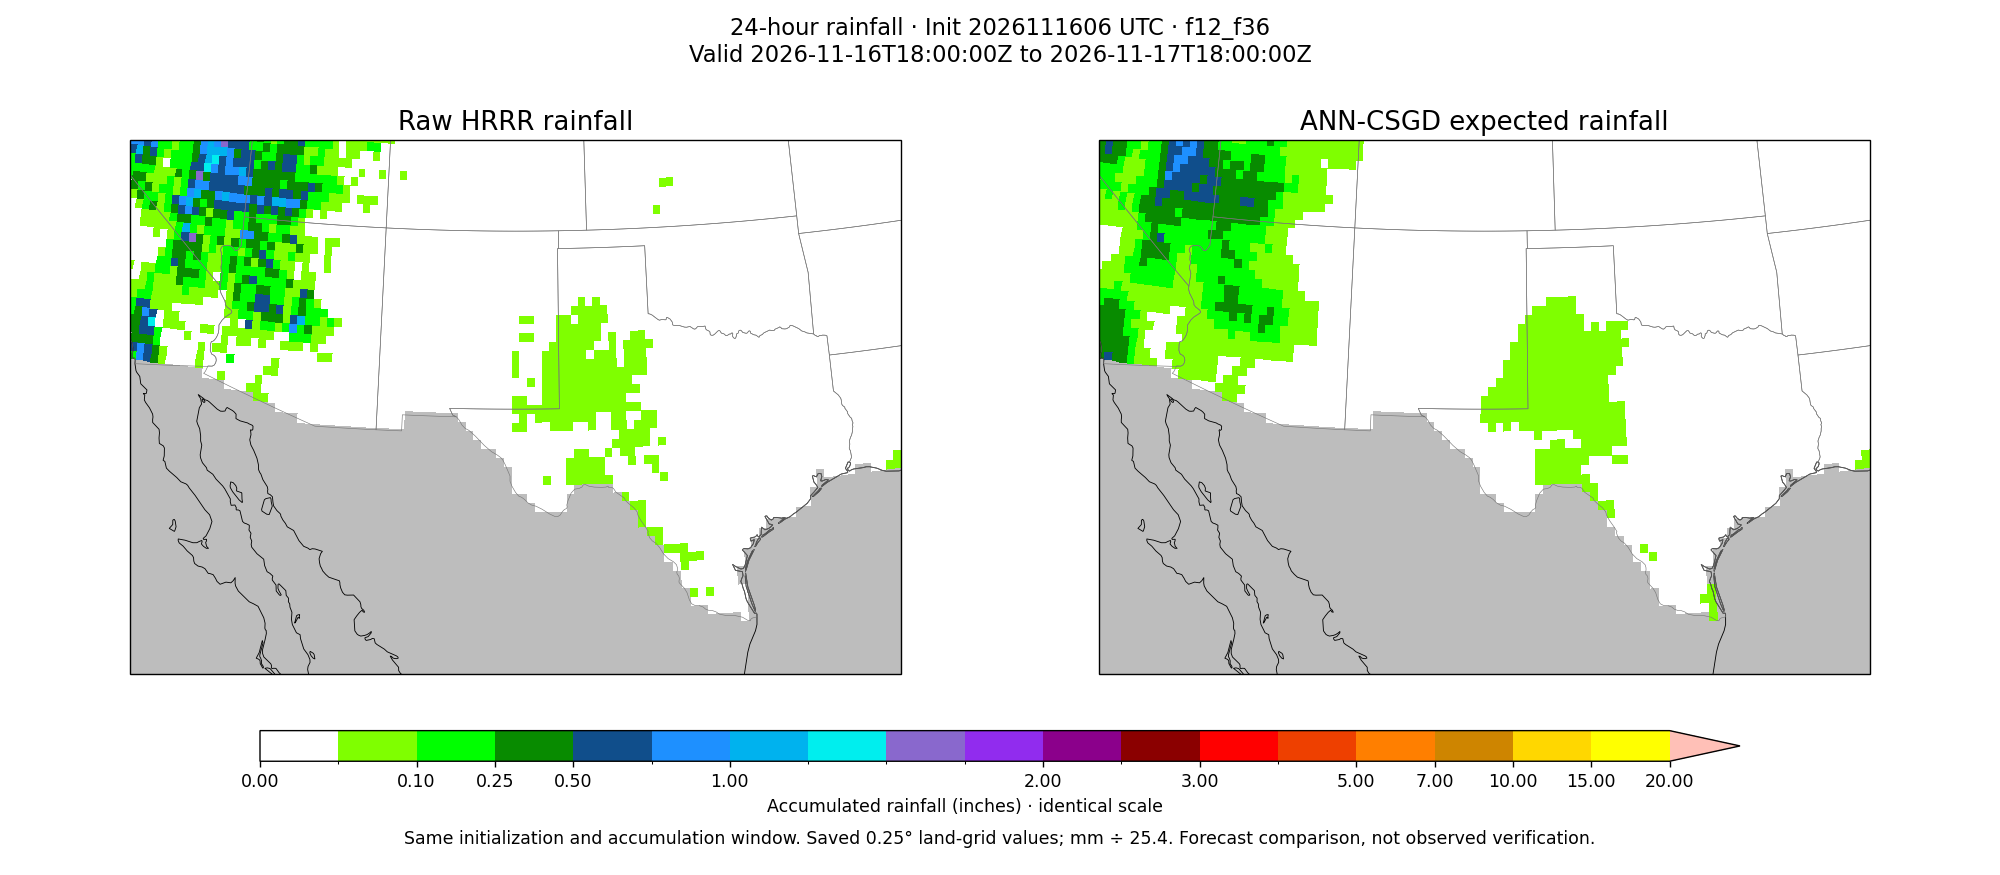 24-hour rainfall · Init 2026111606 UTC · f12_f36
Valid 2026-11-16T18:00:00Z to 2026-11-17T18:00:00Z
Raw HRRR rainfall
ANN-CSGD expected rainfall
0.00 0.10 0.25 0.50 1.00 2.00 3.00 5.00 7.00 10.00 15.00 20.00
Accumulated rainfall (inches) · identical scale
Same initialization and accumulation window. Saved 0.25° land-grid values; mm ÷ 25.4. Forecast comparison, not observed verification.